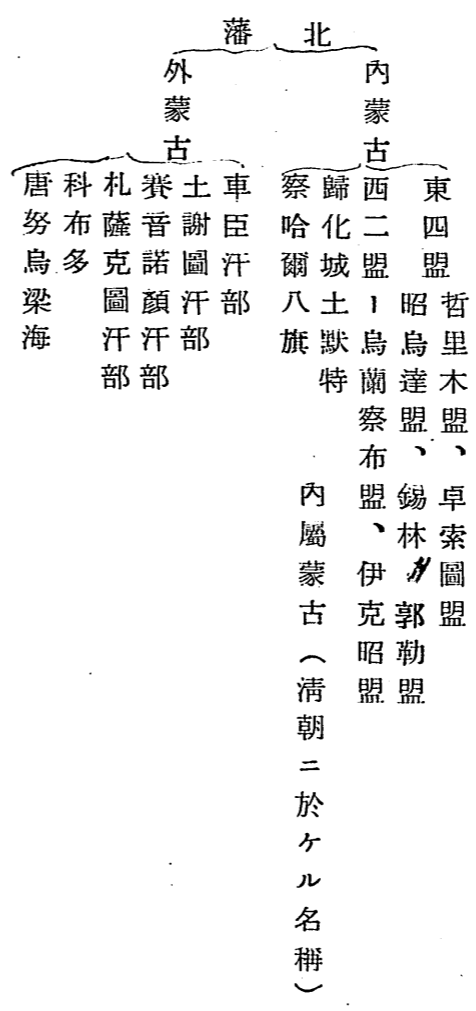 北藩
內蒙古
東四盟
哲里木盟、卓索圖盟
昭烏達盟、錫林郭勒盟
西二盟ー烏蘭察布盟、伊克昭盟
歸化城土默特
察哈爾八旗
內屬蒙古(淸朝ニ於ケル名稱)
外蒙古
車臣汗部
土謝圖汗部
賽音諾顏汗部
札薩克圖汗部
科布多
唐努烏梁海